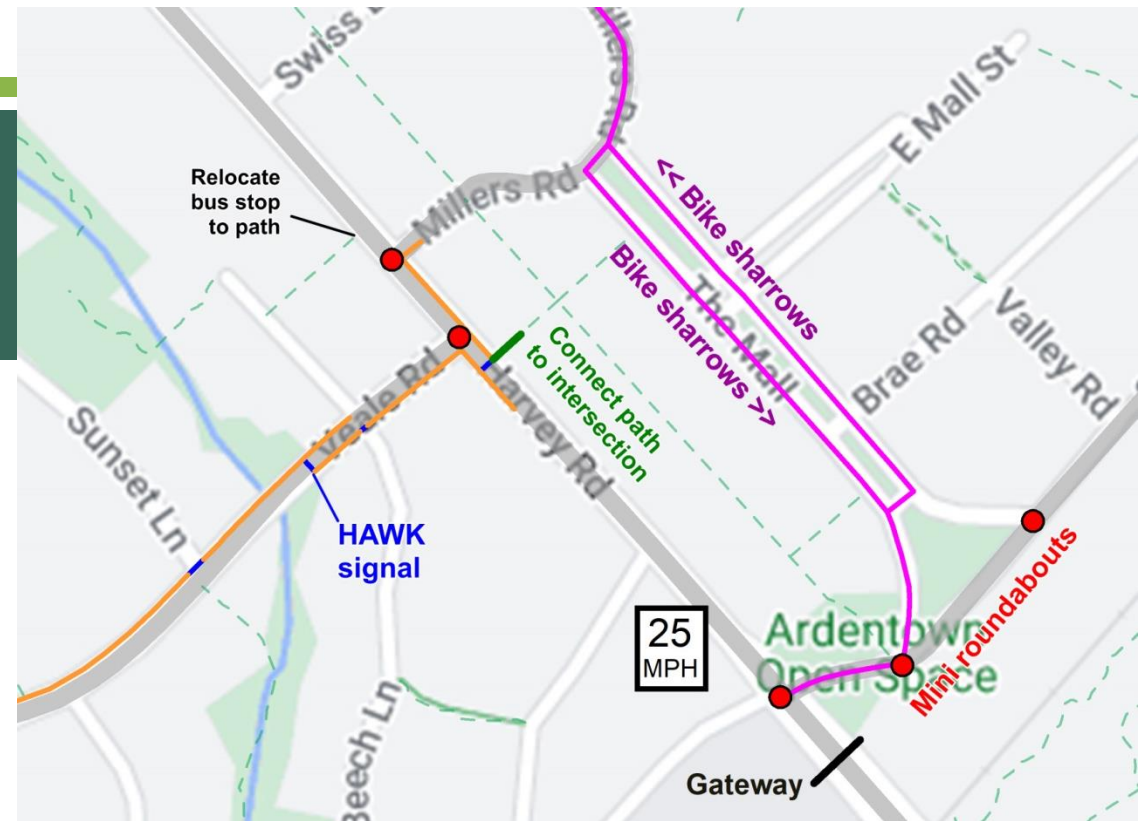 Swiss
Millers Rd
E Mall St
Relocate
bus stop
to path
Millers Rd
<< Bike sharrows
Bike sharrows >>
The Mall
Valley Rd
Brae Rd
Connect path
to intersection
Veale Rd
Harvey Rd
Sunset Ln
HAWK
signal
25
MPH
Ardentown
Open Space
Mini roundabouts
Beech Ln
Gateway